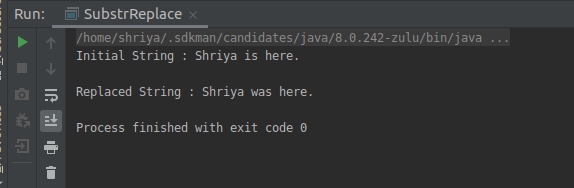 Run: SubstrReplace
/home/shriya/.sdkman/candidates/java/8.0.242-zulu/bin/java ...
Initial String : Shriya is here.
Replaced String : Shriya was here.
Process finished with exit code 0